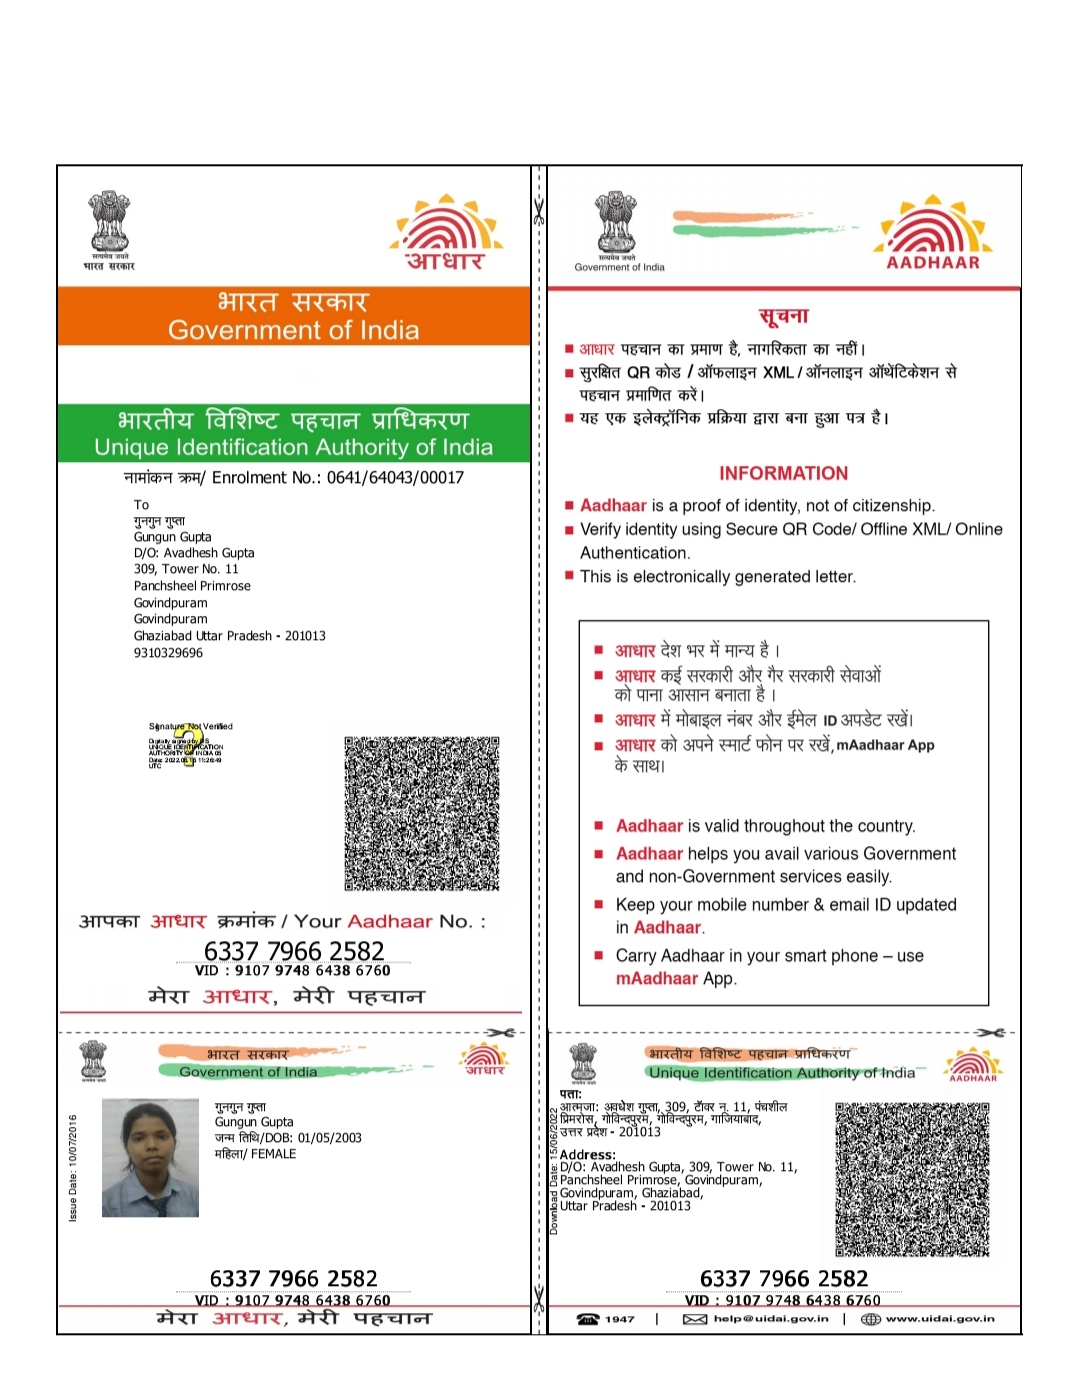 सत्यमेव जयते
भारत सरकार
आधार
भारत सरकार
Government of India
भारतीय विशिष्ट पहचान प्राधिकरण
Unique Identification Authority of India
नामांकन क्रम/ Enrolment No.: 0641/64043/00017
To
गुनगुन गुप्ता
Gungun Gupta
D/O: Avadhesh Gupta
309, Tower No. 11
Panchsheel Primrose
Govindpuram
Govindpuram
Ghaziabad Uttar Pradesh - 201013
9310329696
Signature Not Verified
Digitally signed by DS
UNIQUE IDENTIFICATION
AUTHORITY OF INDIA 05
Date: 11:26:49
UTC
आपका आधार क्रमांक / Your Aadhaar No. :
6337 7966 2582
VID : 9107 9748 6438 6760
मेरा आधार, मेरी पहचान
सत्यमेव जयते
Government of India
AADHAAR
सूचना
आधार पहचान का प्रमाण है, नागरिकता का नहीं।
सुरक्षित QR कोड / ऑफलाइन XML / ऑनलाइन ऑथेंटिकेशन से
पहचान प्रमाणित करें।
यह एक इलेक्ट्रॉनिक प्रक्रिया द्वारा बना हुआ पत्र है।
INFORMATION
Aadhaar is a proof of identity, not of citizenship.
Verify identity using Secure QR Code/ Offline XML/ Online
Authentication.
This is electronically generated letter.
आधार देश भर में मान्य है ।
आधार कई सरकारी और गैर सरकारी सेवाओं
को पाना आसान बनाता है ।
आधार में मोबाइल नंबर और ईमेल ID अपडेट रखें।
आधार को अपने स्मार्ट फोन पर रखें, mAadhaar App
के साथ।
Aadhaar is valid throughout the country.
Aadhaar helps you avail various Government
and non-Government services easily.
Keep your mobile number & email ID updated
in Aadhaar.
Carry Aadhaar in your smart phone – use
mAadhaar App.
सत्यमेव जयते
भारत सरकार
Government of India
आधार
Issue Date: 10/07/2016
गुनगुन गुप्ता
Gungun Gupta
जन्म तिथि/DOB: 01/05/2003
महिला/ FEMALE
6337 7966 2582
VID : 9107 9748 6438 6760
मेरा आधार, मेरी पहचान
सत्यमेव जयते
भारतीय विशिष्ट पहचान प्राधिकरण
Unique Identification Authority of India
AADHAAR
Download Date: 15/06/2022
पता:
आत्मजा: अवधेश गुप्ता, 309, टॅावर न. 11, पंचशील
प्रिमरोस, गोविन्दपुरम, गोविन्दपुरम, गाजियाबाद,
उत्तर प्रदेश - 201013
Address:
D/O: Avadhesh Gupta, 309, Tower No. 11,
Panchsheel Primrose, Govindpuram,
Govindpuram, Ghaziabad,
Uttar Pradesh - 201013
6337 7966 2582
VID : 9107 9748 6438 6760
1947 | help@uidai.gov.in | www.uidai.gov.in